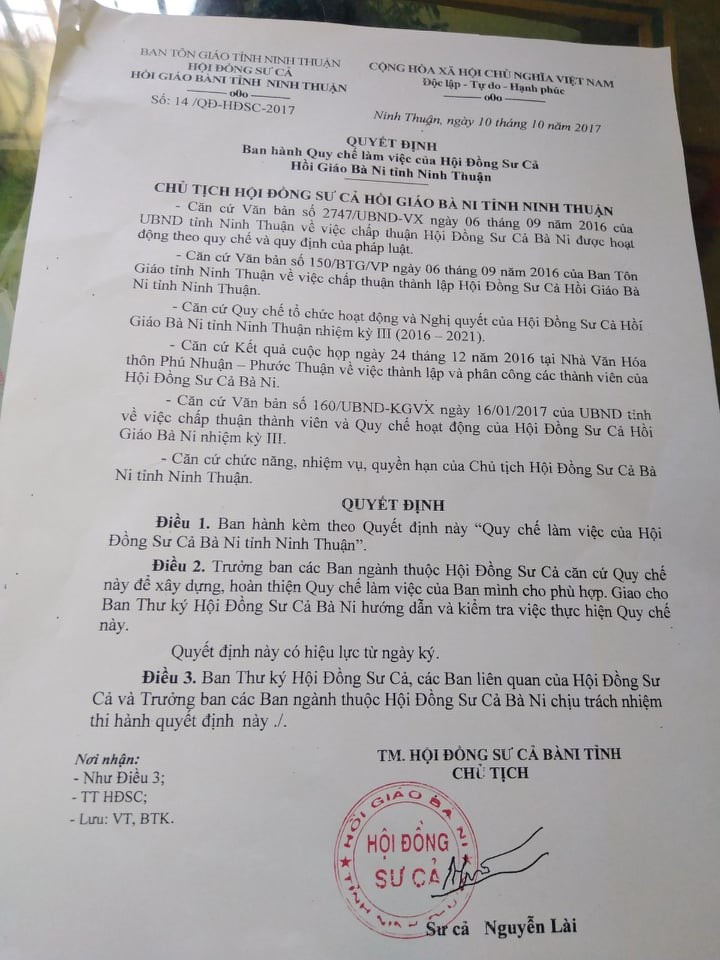 BAN TÔN GIÁO TỈNH NINH THUẬN
HỘI ĐỒNG SƯ CẢ
HỒI GIÁO BÀNI TỈNH NINH THUẬN
o0o
Số: 14 /QĐ-HĐSC-2017
CỘNG HÒA XÃ HỘI CHỦ NGHĨA VIỆT NAM
Độc lập - Tự do - Hạnh phúc
o0o
Ninh Thuận, ngày 10 tháng 10 năm 2017
QUYẾT ĐỊNH
Ban hành Quy chế làm việc của Hội Đồng Sư Cả
Hồi Giáo Bà Ni tỉnh Ninh Thuận
CHỦ TỊCH HỘI ĐỒNG SƯ CẢ HỒI GIÁO BÀ NI TỈNH NINH THUẬN
- Căn cứ Văn bản số 2747/UBND-VX ngày 06 tháng 09 năm 2016 của
UBND tỉnh Ninh Thuận về việc chấp thuận Hội Đồng Sư Cả Bà Ni được hoạt
động theo quy chế và quy định của pháp luật.
- Căn cứ Văn bản số 150/BTG/VP ngày 06 tháng 09 năm 2016 của Ban Tôn
Giáo tỉnh Ninh Thuận về việc chấp thuận thành lập Hội Đồng Sư Cả Hồi Giáo Bà
Ni tỉnh Ninh Thuận.
- Căn cứ Quy chế tổ chức hoạt động và Nghị quyết của Hội Đồng Sư Cả Hồi
Giáo Bà Ni tỉnh Ninh Thuận nhiệm kỳ III (2016 – 2021).
- Căn cứ Kết quả cuộc họp ngày 24 tháng 12 năm 2016 tại Nhà Văn Hóa
thôn Phú Nhuận – Phước Thuận về việc thành lập và phân công các thành viên của
Hội Đồng Sư Cả Bà Ni.
- Căn cứ Văn bản số 160/UBND-KGVX ngày 16/01/2017 của UBND tỉnh
về việc chấp thuận thành viên và Quy chế hoạt động của Hội Đồng Sư Cả Hồi
Giáo Bà Ni nhiệm kỳ III.
- Căn cứ chức năng, nhiệm vụ, quyền hạn của Chủ tịch Hội Đồng Sư Cả Bà
Ni tỉnh Ninh Thuận.
QUYẾT ĐỊNH
Điều 1. Ban hành kèm theo Quyết định này “Quy chế làm việc của Hội
Đồng Sư Cả Bà Ni tỉnh Ninh Thuận”.
Điều 2. Trưởng ban các Ban ngành thuộc Hội Đồng Sư Cả căn cứ Quy chế
này để xây dựng, hoàn thiện Quy chế làm việc của Ban mình cho phù hợp. Giao cho
Ban Thư ký Hội Đồng Sư Cả Bà Ni hướng dẫn và kiểm tra việc thực hiện Quy chế
này.
Quyết định này có hiệu lực từ ngày ký.
Điều 3. Ban Thư ký Hội Đồng Sư Cả, các Ban liên quan của Hội Đồng Sư
Cả và Trưởng ban các Ban ngành thuộc Hội Đồng Sư Cả Bà Ni chịu trách nhiệm
thi hành quyết định này ./.
Nơi nhận:
- Như Điều 3;
- TT HĐSC;
- Lưu: VT, BTK.
TM. HỘI ĐỒNG SƯ CẢ BÀNI TỈNH
CHỦ TỊCH
HỒI GIÁO BÀ NI
HỘI ĐỒNG
SƯ CẢ
TỈNH
Sư cả Nguyễn Lài